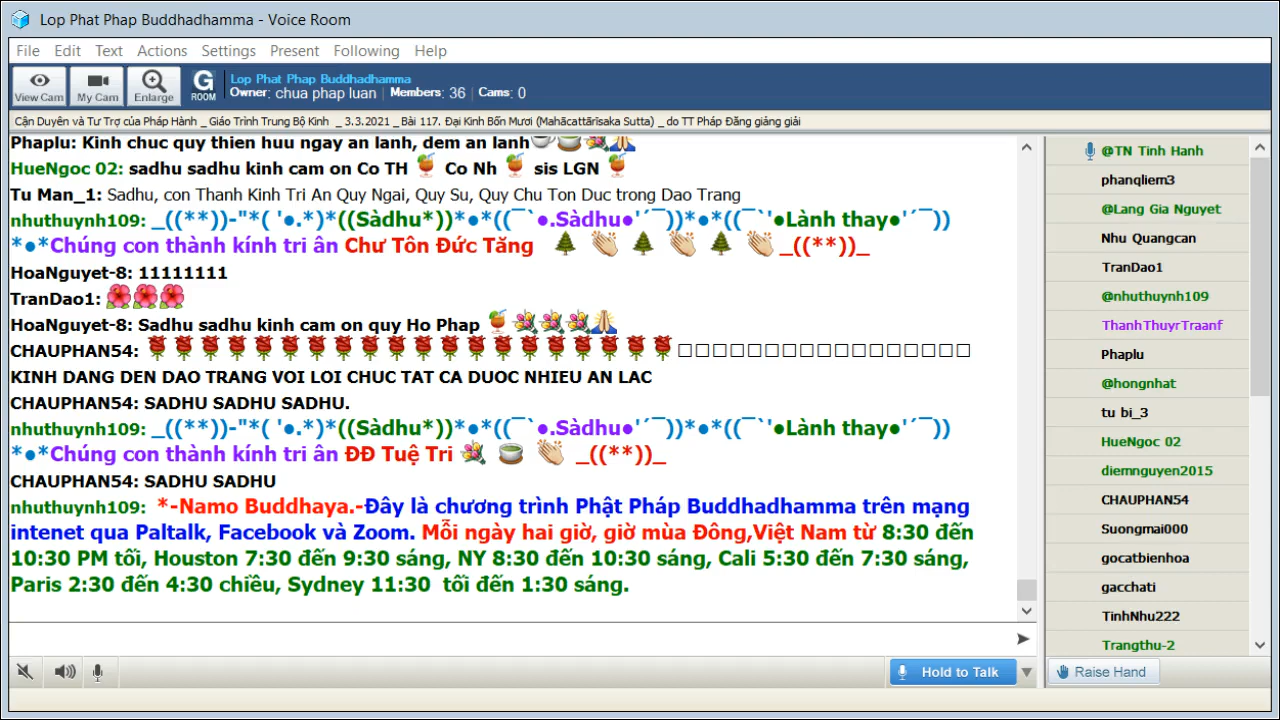 Lop Phat Phap Buddhadhamma - Voice Room
File Edit Text Actions Settings Present Following Help
View Cam My Cam Enlarge G ROOM
Lop Phat Phap Buddhadhamma
Owner: chua phap luan Members: 36 Cams: 0
Cận Duyên và Tư Trợ của Pháp Hành _ Giáo Trình Trung Bộ Kinh _ 3.3.2021 _ Bài 117. Đại Kinh Bốn Mươi (Mahācattārīsaka Sutta) _ do TT Pháp Đăng giảng giải
Phaplu: Kinh chuc quy thien huu ngay an lanh, dem an lanh☕🍵💐🙏
HueNgoc 02: sadhu sadhu kinh cam on Co TH 🍹 Co Nh 🍹 sis LGN 🍹
Tu Man_1: Sadhu, con Thanh Kinh Tri An Quy Ngai, Quy Su, Quy Chu Ton Duc trong Dao Trang
nhuthuynh109: _((**))-"*( '●.*)*((Sàdhu*))*●*((¯`●.Sàdhu●'´¯))*●*((¯`'●Lành thay●'´¯))
*●*Chúng con thành kính tri ân Chư Tôn Đức Tăng 🌲 👏 🌲 👏 🌲 👏_((**))_
HoaNguyet-8: 11111111
TranDao1: 🌺🌺🌺
HoaNguyet-8: Sadhu sadhu kinh cam on quy Ho Phap 🍹💐💐💐🙏
CHAUPHAN54: 🌹🌹🌹🌹🌹🌹🌹🌹🌹🌹🌹🌹🌹🌹🌹🌹🌹🌹🌹🌹□□□□□□□□□□□□□□□□□
KINH DANG DEN DAO TRANG VOI LOI CHUC TAT CA DUOC NHIEU AN LAC
CHAUPHAN54: SADHU SADHU SADHU.
nhuthuynh109: _((**))-"*( '●.*)*((Sàdhu*))*●*((¯`●.Sàdhu●'´¯))*●*((¯`'●Lành thay●'´¯))
*●*Chúng con thành kính tri ân ĐĐ Tuệ Tri 💐 🍵 👏 _((**))_
CHAUPHAN54: SADHU SADHU
nhuthuynh109: *-Namo Buddhaya.-Đây là chương trình Phật Pháp Buddhadhamma trên mạng
intenet qua Paltalk, Facebook và Zoom. Mỗi ngày hai giờ, giờ mùa Đông,Việt Nam từ 8:30 đến
10:30 PM tối, Houston 7:30 đến 9:30 sáng, NY 8:30 đến 10:30 sáng, Cali 5:30 đến 7:30 sáng,
Paris 2:30 đến 4:30 chiều, Sydney 11:30 tối đến 1:30 sáng.
@TN Tinh Hanh
phanqliem3
@Lang Gia Nguyet
Nhu Quangcan
TranDao1
@nhuthuynh109
ThanhThuyrTraanf
Phaplu
@hongnhat
tu bi_3
HueNgoc 02
diemnguyen2015
CHAUPHAN54
Suongmai000
gocatbienhoa
gacchati
TinhNhu222
Trangthu-2
Hold to Talk
Raise Hand